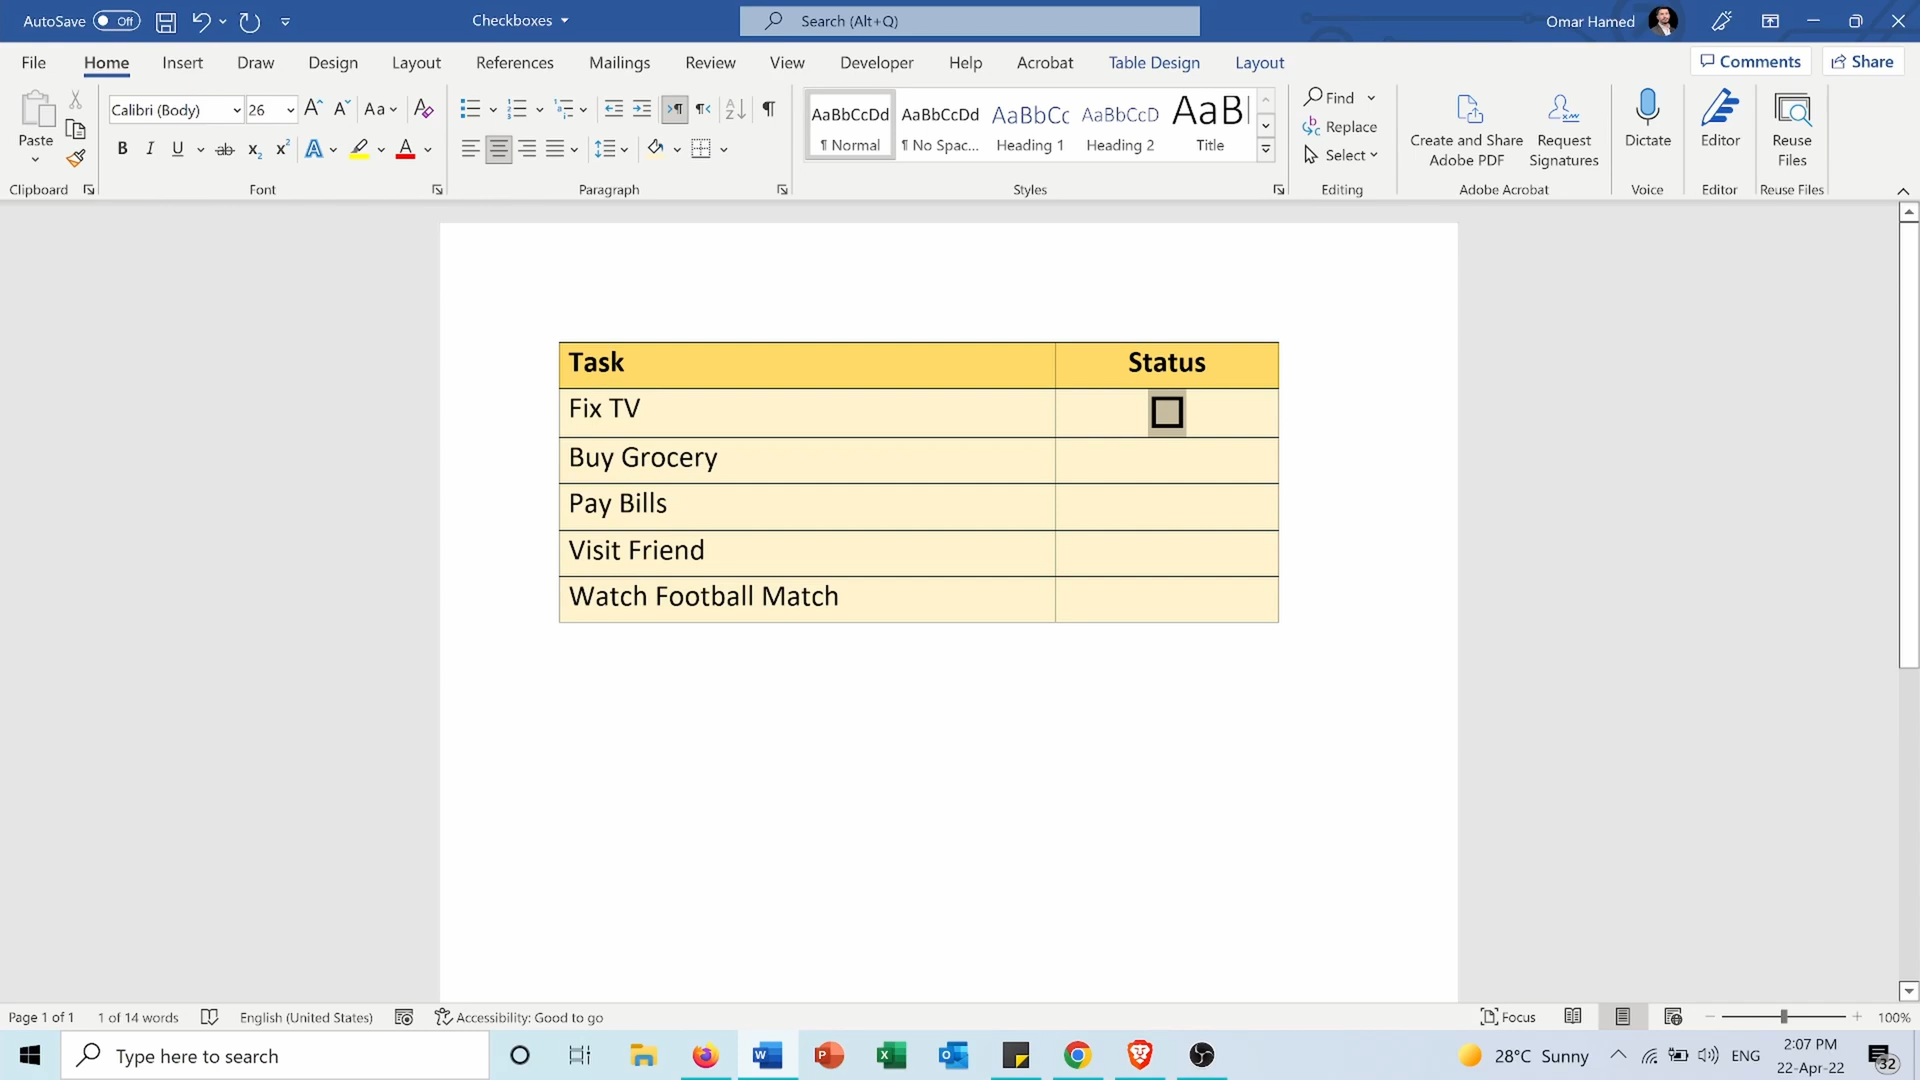 AutoSave Off Checkboxes Search (Alt+Q) Omar Hamed
File Home Insert Draw Design Layout References Mailings Review View Developer Help Acrobat Table Design Layout Comments Share
Calibri (Body) 26 Aa
Paste
B I U ab X₂ X² A A
AaBbCcDd AaBbCcDd AaBbCc AaBbCcD AaB
¶ Normal ¶ No Spac... Heading 1 Heading 2 Title
Find
Replace
Select
Create and Share Adobe PDF
Request Signatures
Dictate
Editor
Reuse Files
Clipboard Font Paragraph Styles Editing Adobe Acrobat Voice Editor Reuse Files
Task Status
Fix TV
Buy Grocery
Pay Bills
Visit Friend
Watch Football Match
Page 1 of 1 1 of 14 words English (United States) Accessibility: Good to go Focus 100%
Type here to search 28°C Sunny ENG
2:07 PM
22-Apr-22
32